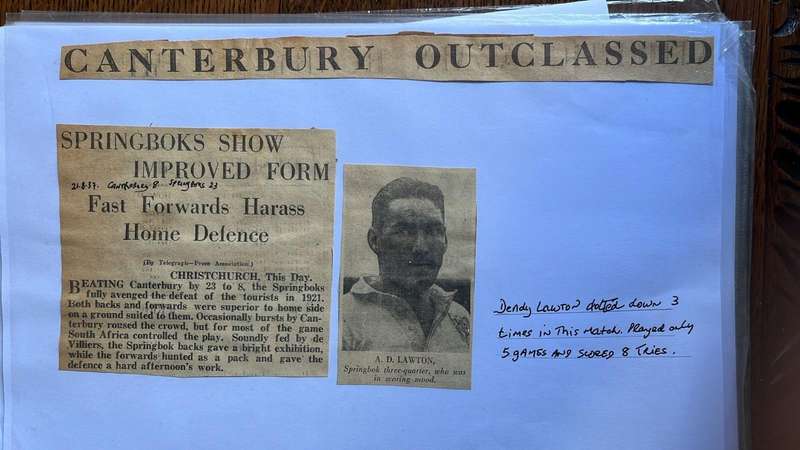 CANTERBURY OUTCLASSED
SPRINGBOKS SHOW
IMPROVED FORM
21.8.37. Canterbury 8 Springboks 23
Fast Forwards Harass
Home Defence
(By Telegraph—Press Association.)
CHRISTCHURCH, This Day.
BEATING Canterbury by 23 to 8, the Springboks
fully avenged the defeat of the tourists in 1921.
Both backs and forwards were superior to home side
on a ground suited to them. Occasionally bursts by Can-
terbury roused the crowd, but for most of the game
South Africa controlled the play. Soundly fed by de
Villiers, the Springbok backs gave a bright exhibition,
while the forwards hunted as a pack and gave the
defence a hard afternoon's work.
A. D. LAWTON,
Springbok three-quarter, who was
in scoring mood.
Dendy LAWTON dotted down 3
times in This match. Played only
5 GAMES AND SCORED 8 TRIES.